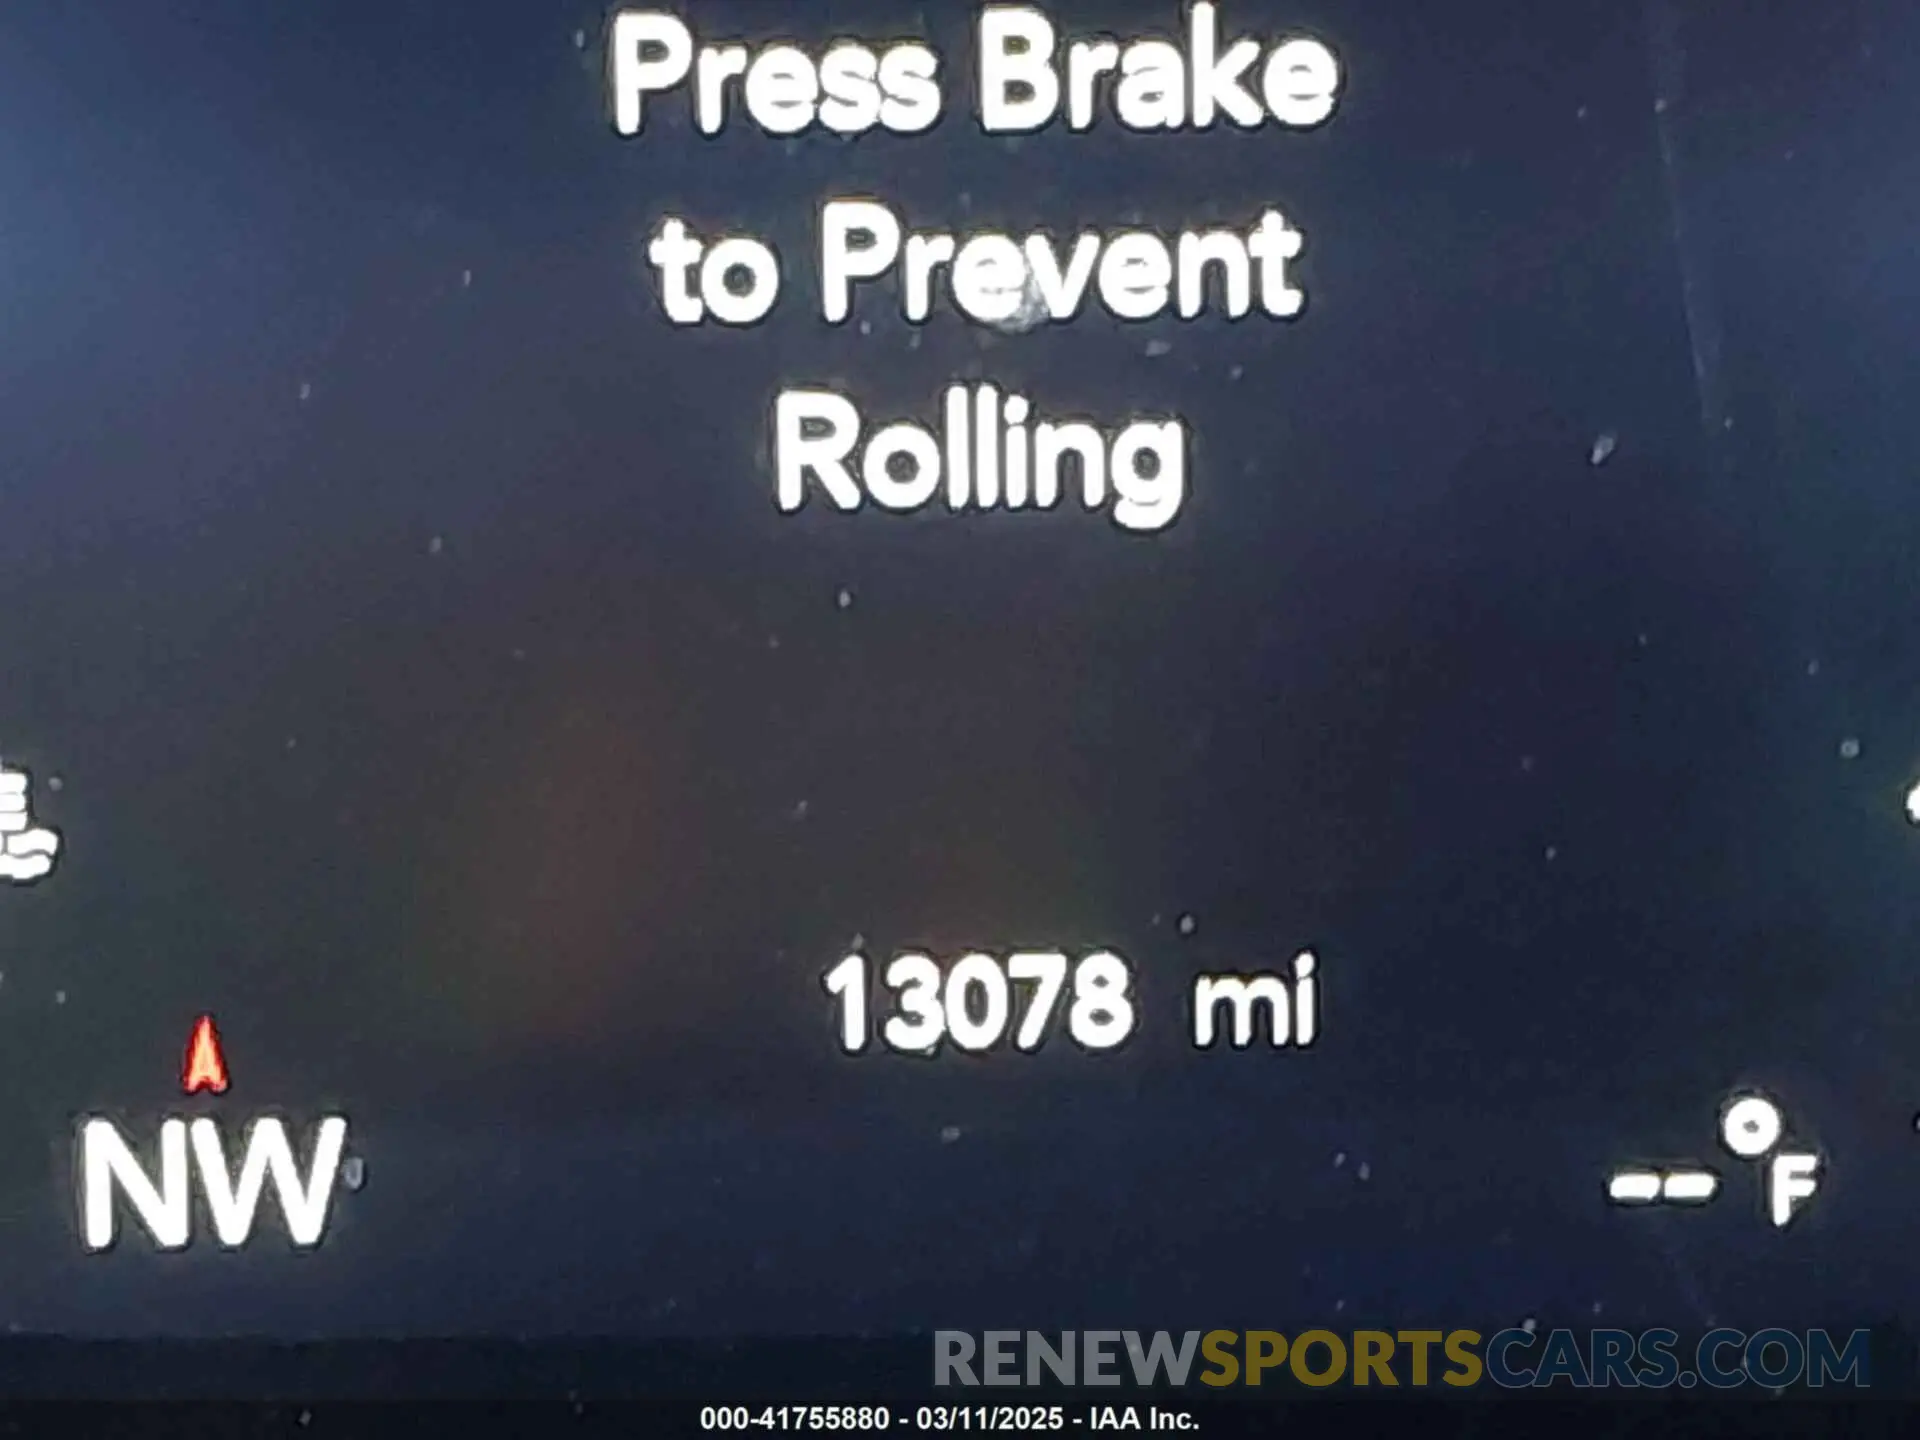 Press Brake
to Prevent
Rolling
13078 mi
NW
--°F
RENEWSPORTSCARS.COM
000-41755880 - 03/11/2025 - IAA Inc.